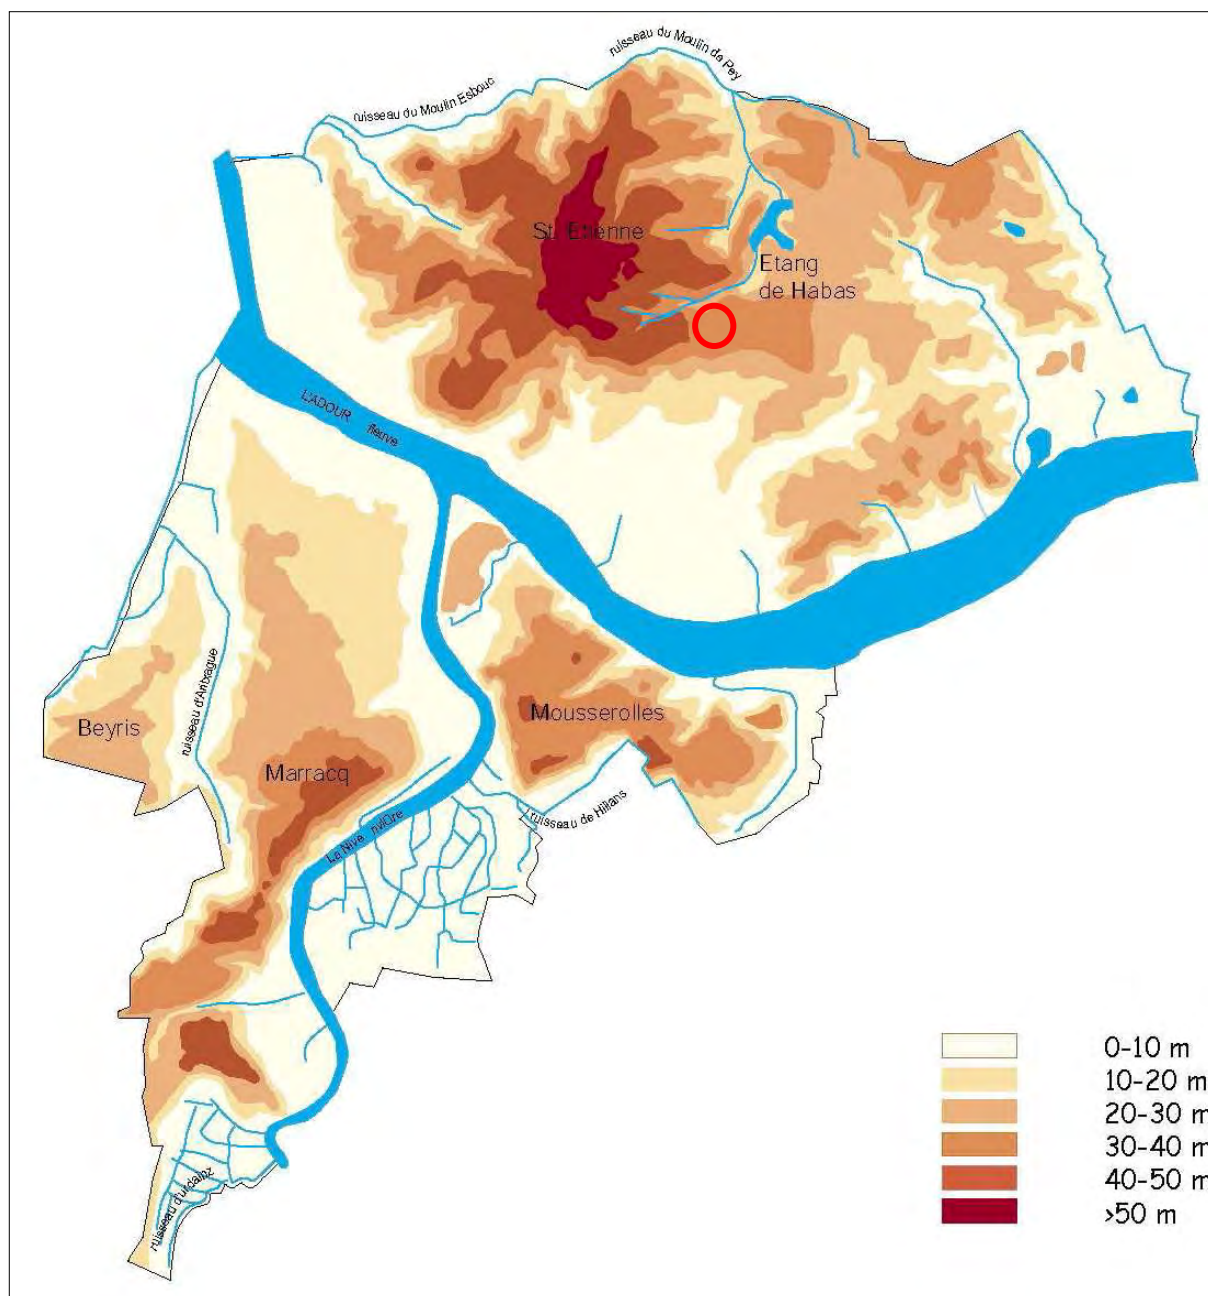 ruisseau du Moulin de Pey
ruisseau du Moulin Esbouc
St. Etienne
Etang
de Habas
L'ADOUR fleuve
ruisseau d'Aritxague
Beyris
Marracq
Mousserolles
La Nive
ruisseau de Hillans
ruisseau d'Urdainz
0-10 m
10-20 m
20-30 m
30-40 m
40-50 m
>50 m